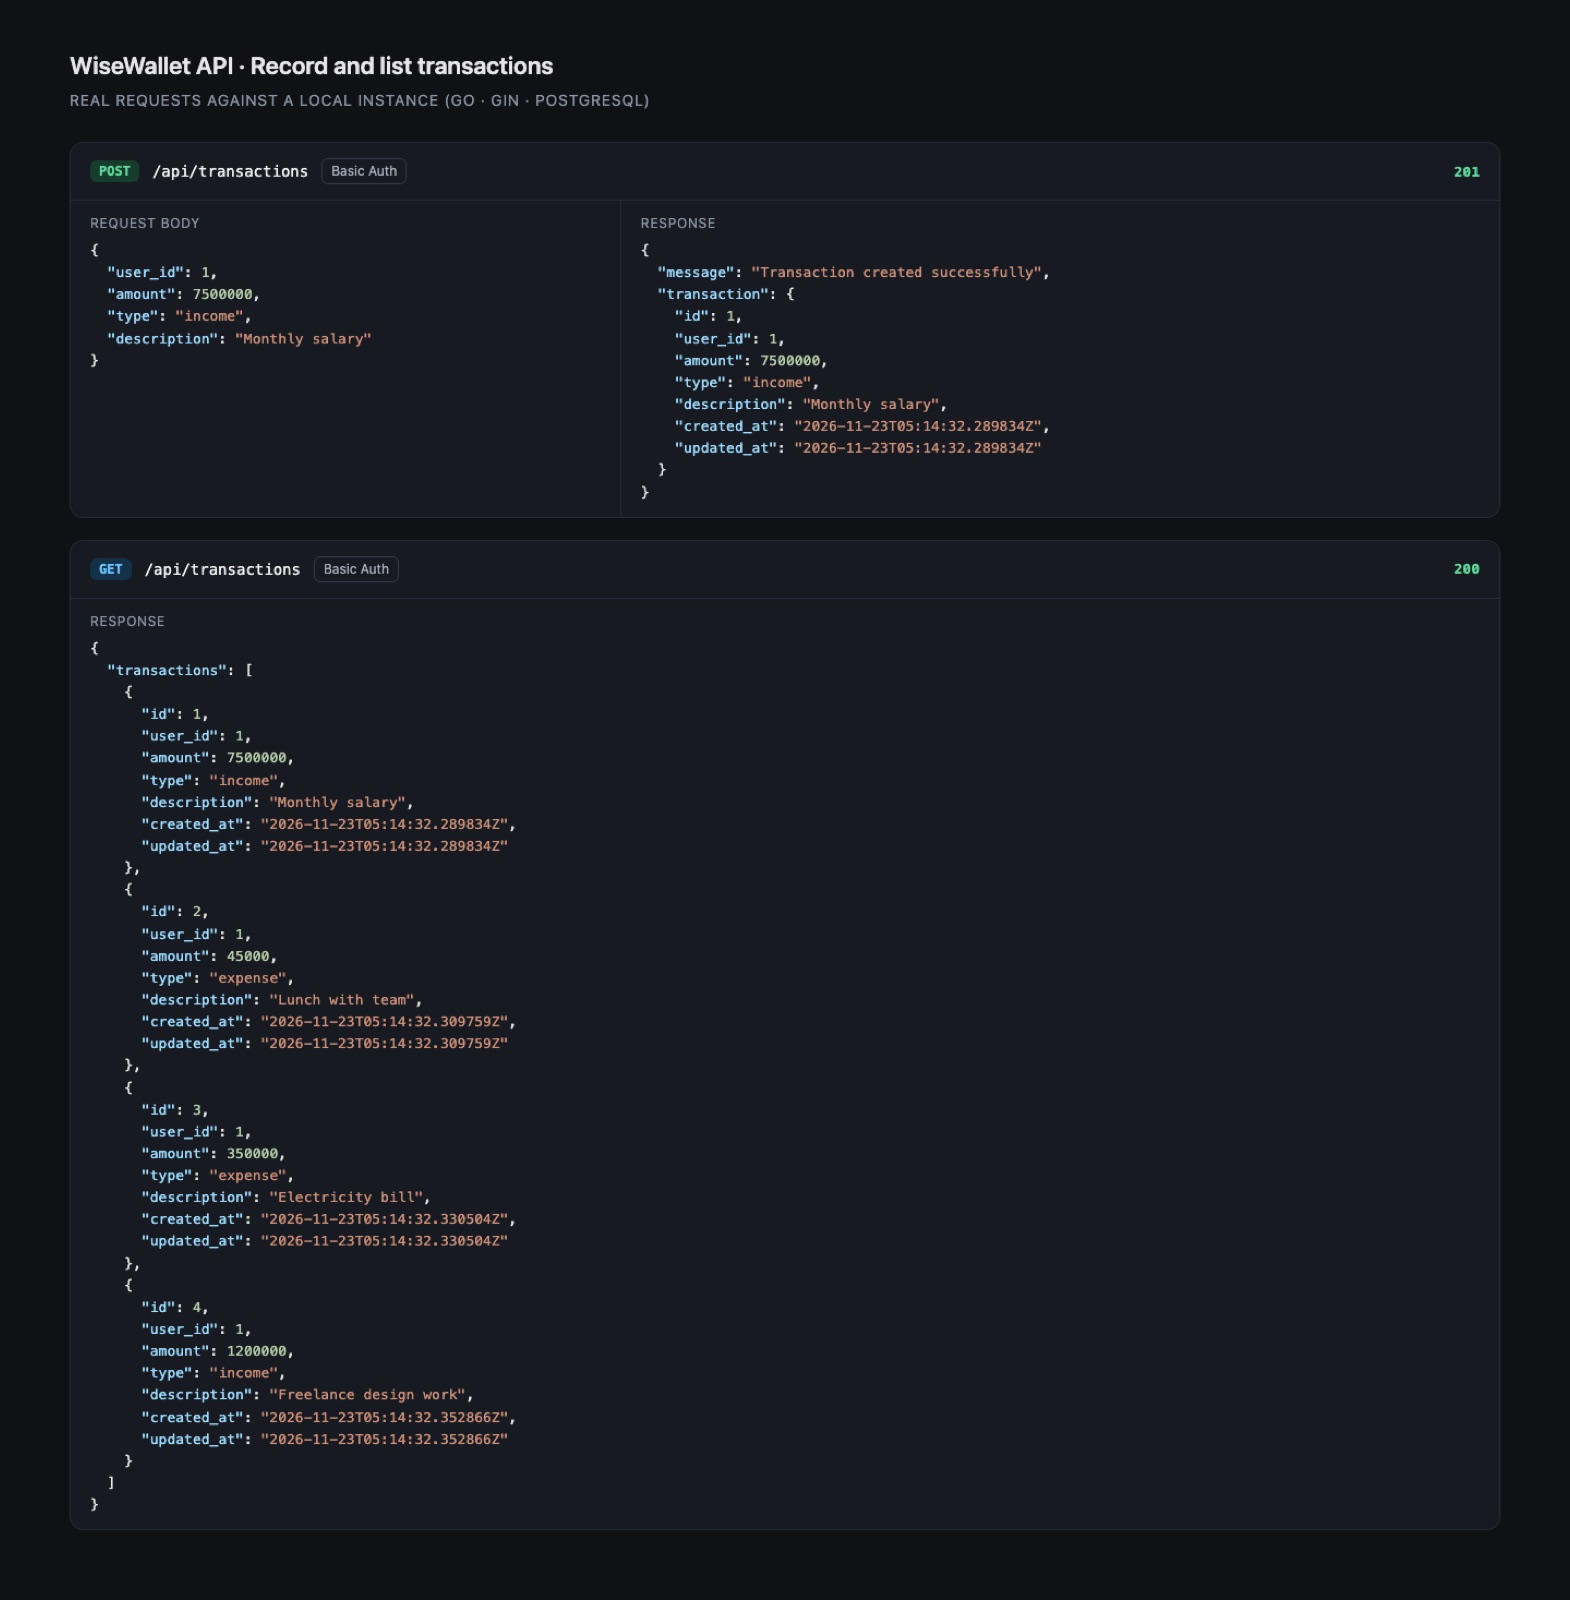 WiseWallet API · Record and list transactions
REAL REQUESTS AGAINST A LOCAL INSTANCE (GO · GIN · POSTGRESQL)
POST /api/transactions Basic Auth 201
REQUEST BODY
{
  "user_id": 1,
  "amount": 7500000,
  "type": "income",
  "description": "Monthly salary"
}
RESPONSE
{
  "message": "Transaction created successfully",
  "transaction": {
    "id": 1,
    "user_id": 1,
    "amount": 7500000,
    "type": "income",
    "description": "Monthly salary",
    "created_at": "2026-11-23T05:14:32.289834Z",
    "updated_at": "2026-11-23T05:14:32.289834Z"
  }
}
GET /api/transactions Basic Auth 200
RESPONSE
{
  "transactions": [
    {
      "id": 1,
      "user_id": 1,
      "amount": 7500000,
      "type": "income",
      "description": "Monthly salary",
      "created_at": "2026-11-23T05:14:32.289834Z",
      "updated_at": "2026-11-23T05:14:32.289834Z"
    },
    {
      "id": 2,
      "user_id": 1,
      "amount": 45000,
      "type": "expense",
      "description": "Lunch with team",
      "created_at": "2026-11-23T05:14:32.309759Z",
      "updated_at": "2026-11-23T05:14:32.309759Z"
    },
    {
      "id": 3,
      "user_id": 1,
      "amount": 350000,
      "type": "expense",
      "description": "Electricity bill",
      "created_at": "2026-11-23T05:14:32.330504Z",
      "updated_at": "2026-11-23T05:14:32.330504Z"
    },
    {
      "id": 4,
      "user_id": 1,
      "amount": 1200000,
      "type": "income",
      "description": "Freelance design work",
      "created_at": "2026-11-23T05:14:32.352866Z",
      "updated_at": "2026-11-23T05:14:32.352866Z"
    }
  ]
}